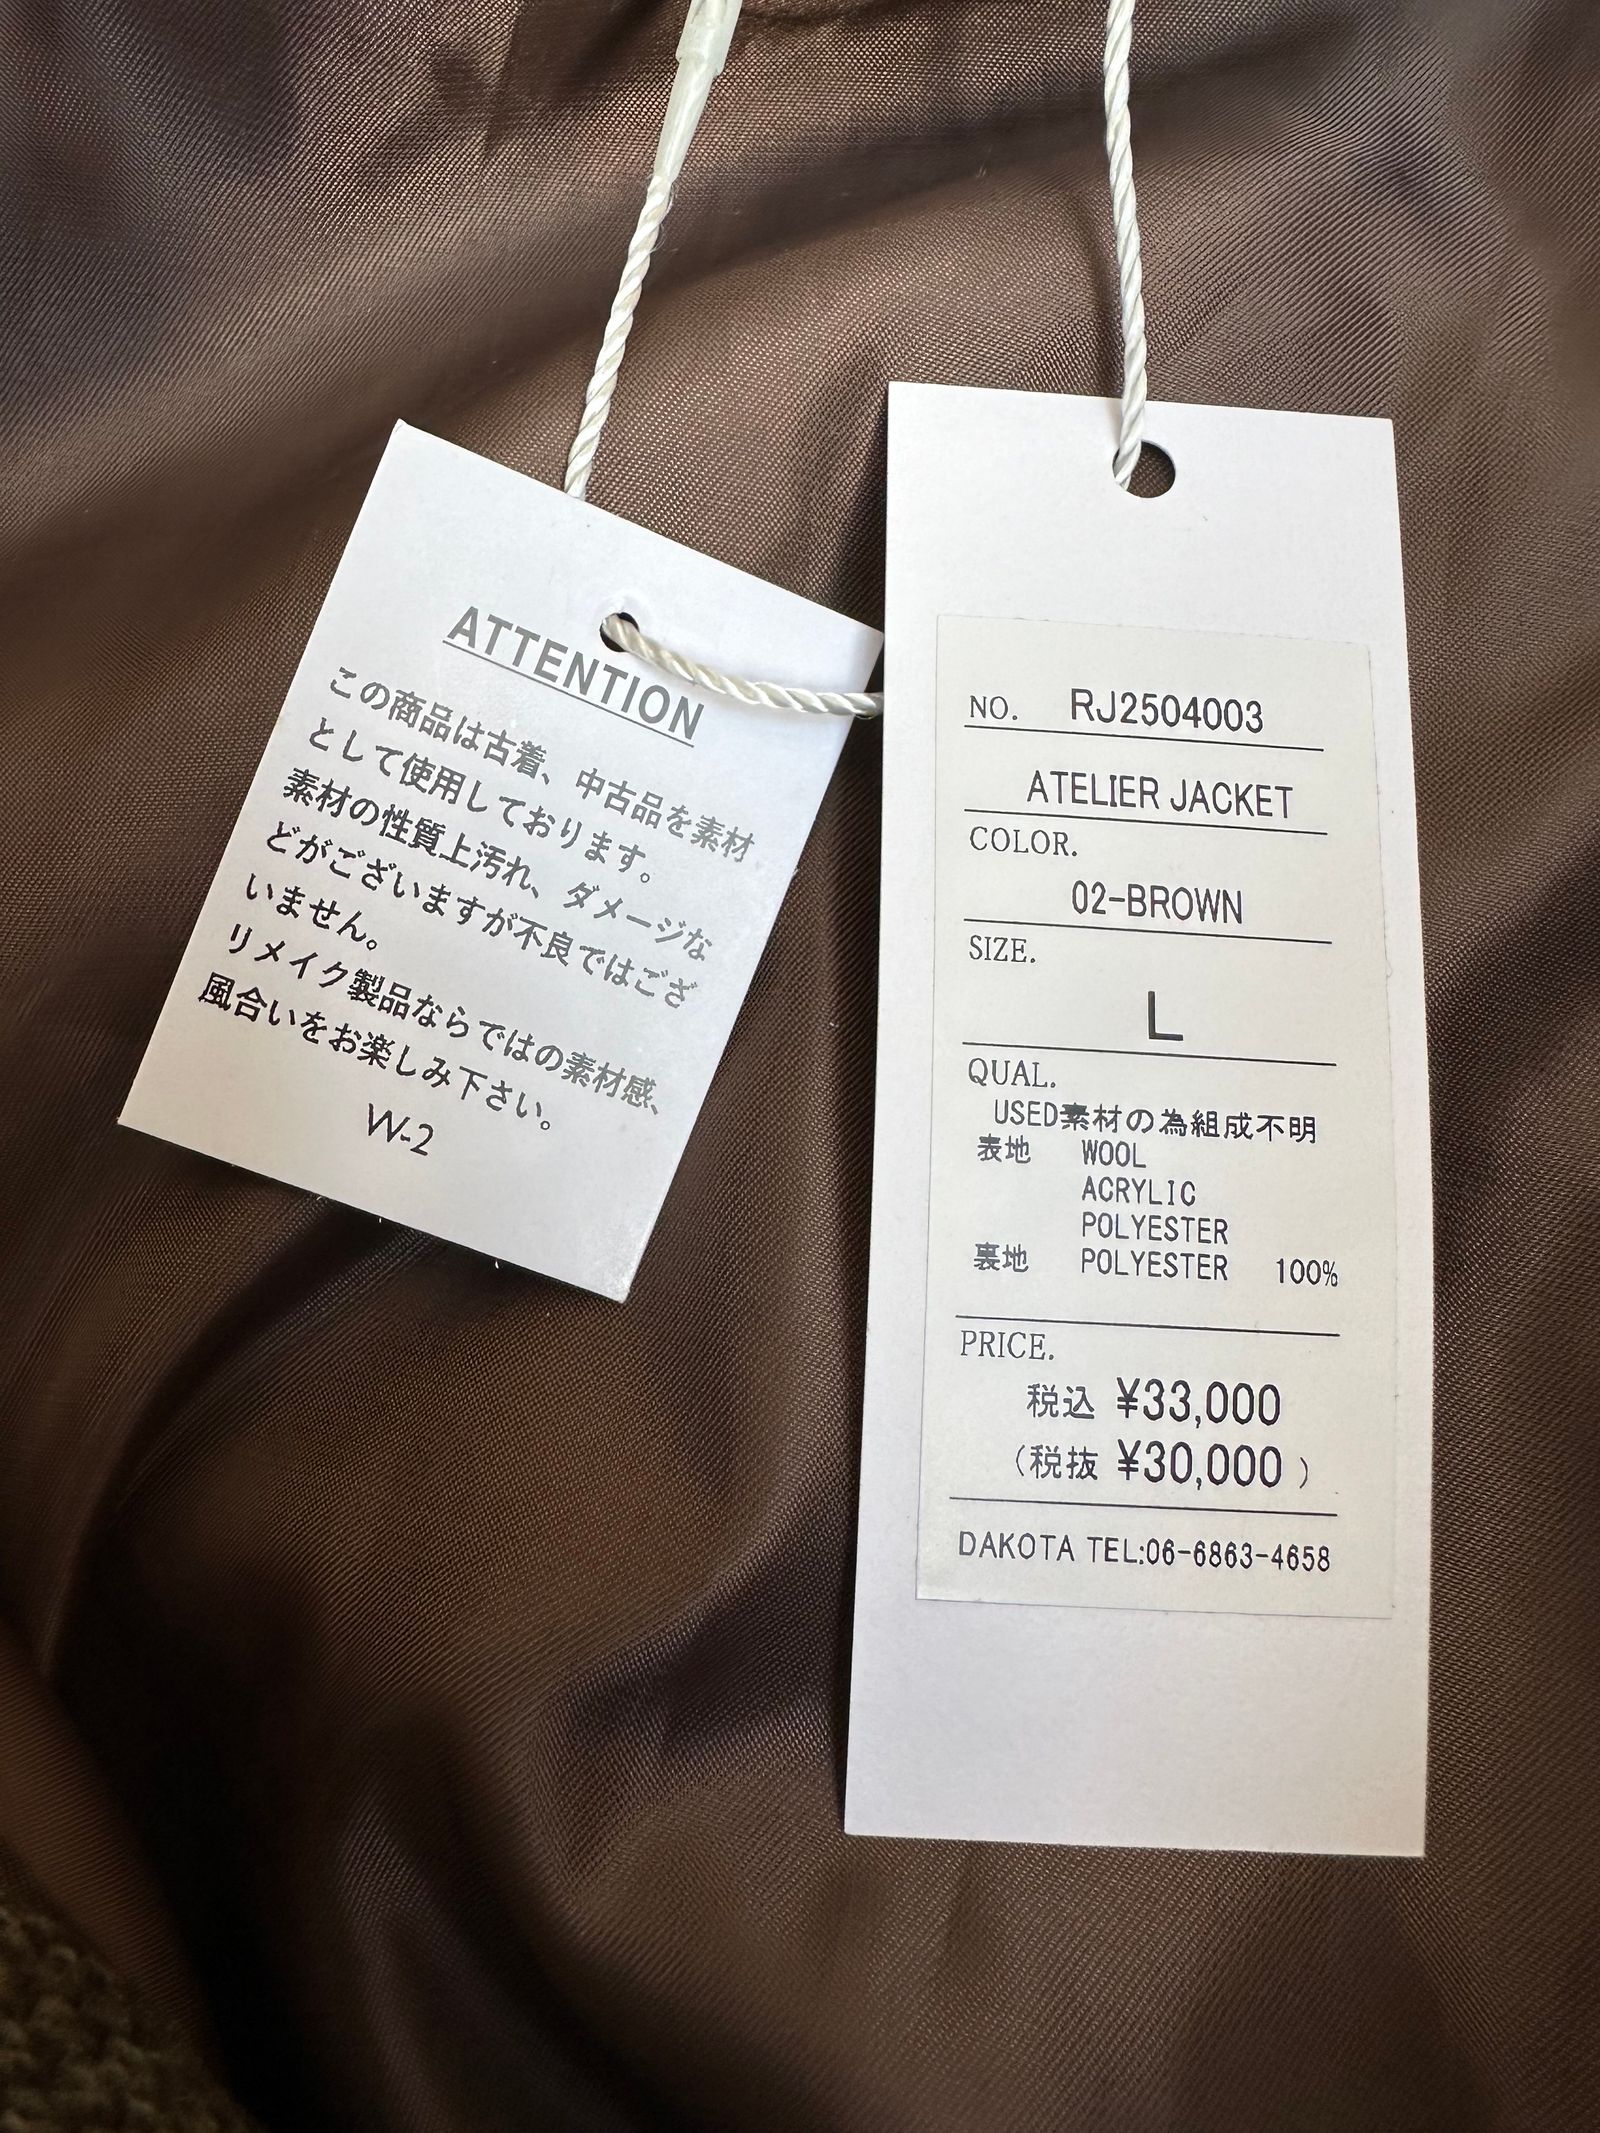 ATTENTION
この商品は古着、中古品を素材
として使用しております。
素材の性質上汚れ、ダメージな
どがございますが不良ではござ
いません。
リメイク製品ならではの素材感、
風合いをお楽しみ下さい。
W-2
NO. RJ2504003
ATELIER JACKET
COLOR.
02-BROWN
SIZE.
L
QUAL.
USED素材の為組成不明
表地 WOOL
ACRYLIC
POLYESTER
裏地 POLYESTER 100%
PRICE.
税込 ¥33,000
(税抜 ¥30,000 )
DAKOTA TEL:06-6863-4658